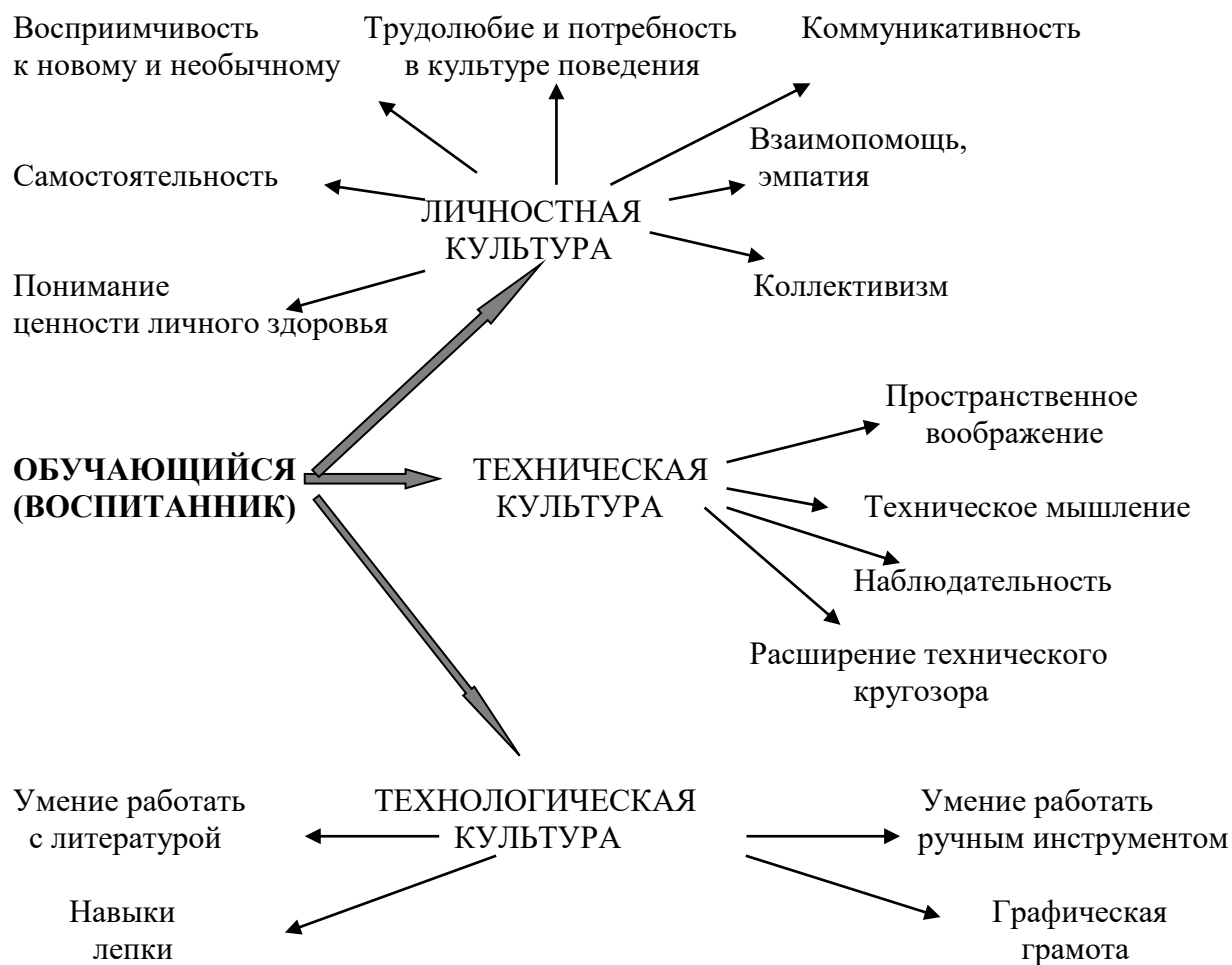 Восприимчивость
к новому и необычному
Трудолюбие и потребность
в культуре поведения
Коммуникативность
Взаимопомощь,
эмпатия
Самостоятельность
ЛИЧНОСТНАЯ
КУЛЬТУРА
Понимание
ценности личного здоровья
Коллективизм
Пространственное
воображение
ОБУЧАЮЩИЙСЯ
(ВОСПИТАННИК)
ТЕХНИЧЕСКАЯ
КУЛЬТУРА
Техническое мышление
Наблюдательность
Расширение технического
кругозора
Умение работать
с литературой
ТЕХНОЛОГИЧЕСКАЯ
КУЛЬТУРА
Умение работать
ручным инструментом
Навыки
лепки
Графическая
грамота